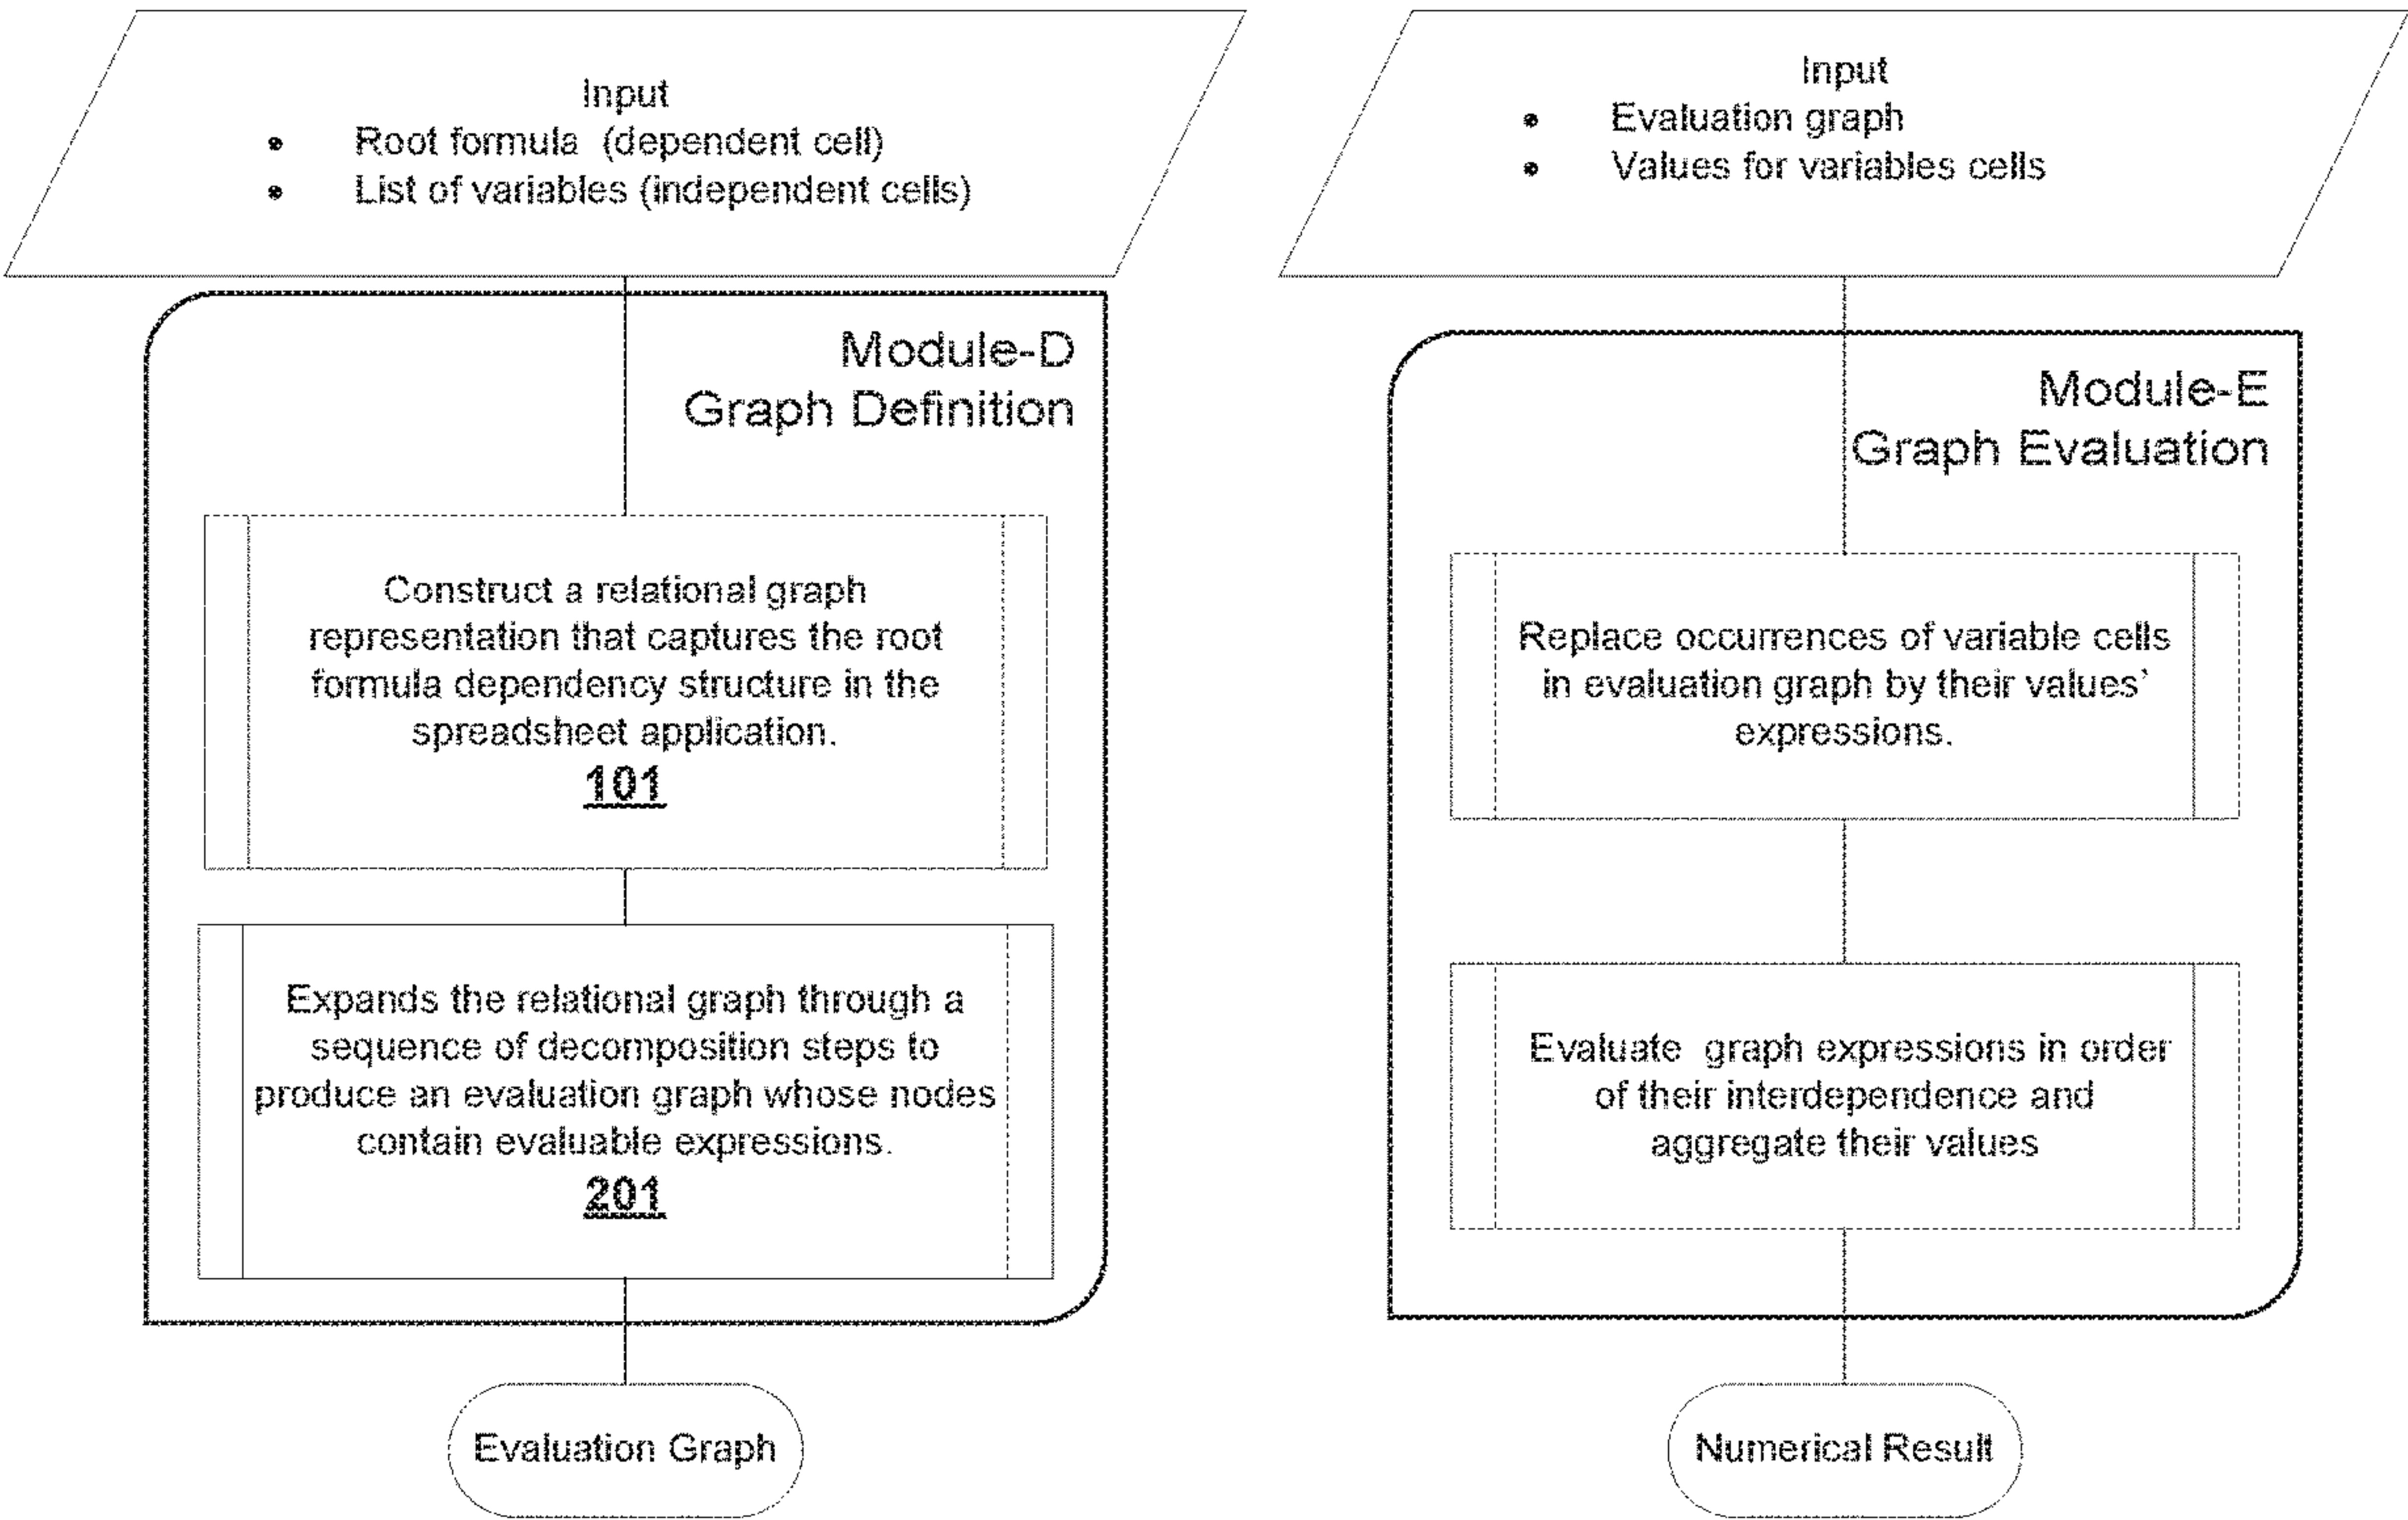 Input
• Root formula (dependent cell)
• List of variables (independent cells)
Module-D
Graph Definition
Construct a relational graph
representation that captures the root
formula dependency structure in the
spreadsheet application.
101
Expands the relational graph through a
sequence of decomposition steps to
produce an evaluation graph whose nodes
contain evaluable expressions.
201
Evaluation Graph
Input
• Evaluation graph
• Values for variables cells
Module-E
Graph Evaluation
Replace occurrences of variable cells
in evaluation graph by their values'
expressions.
Evaluate graph expressions in order
of their interdependence and
aggregate their values
Numerical Result